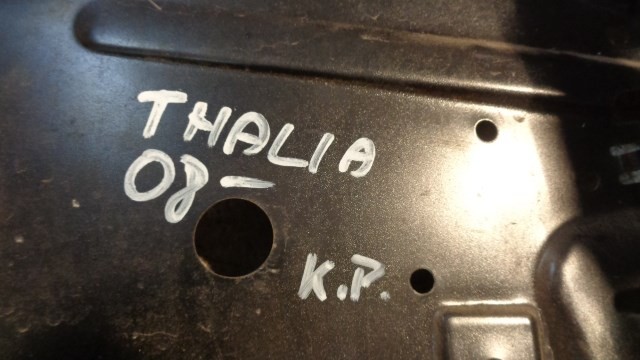 THALIA
08-
K.P.